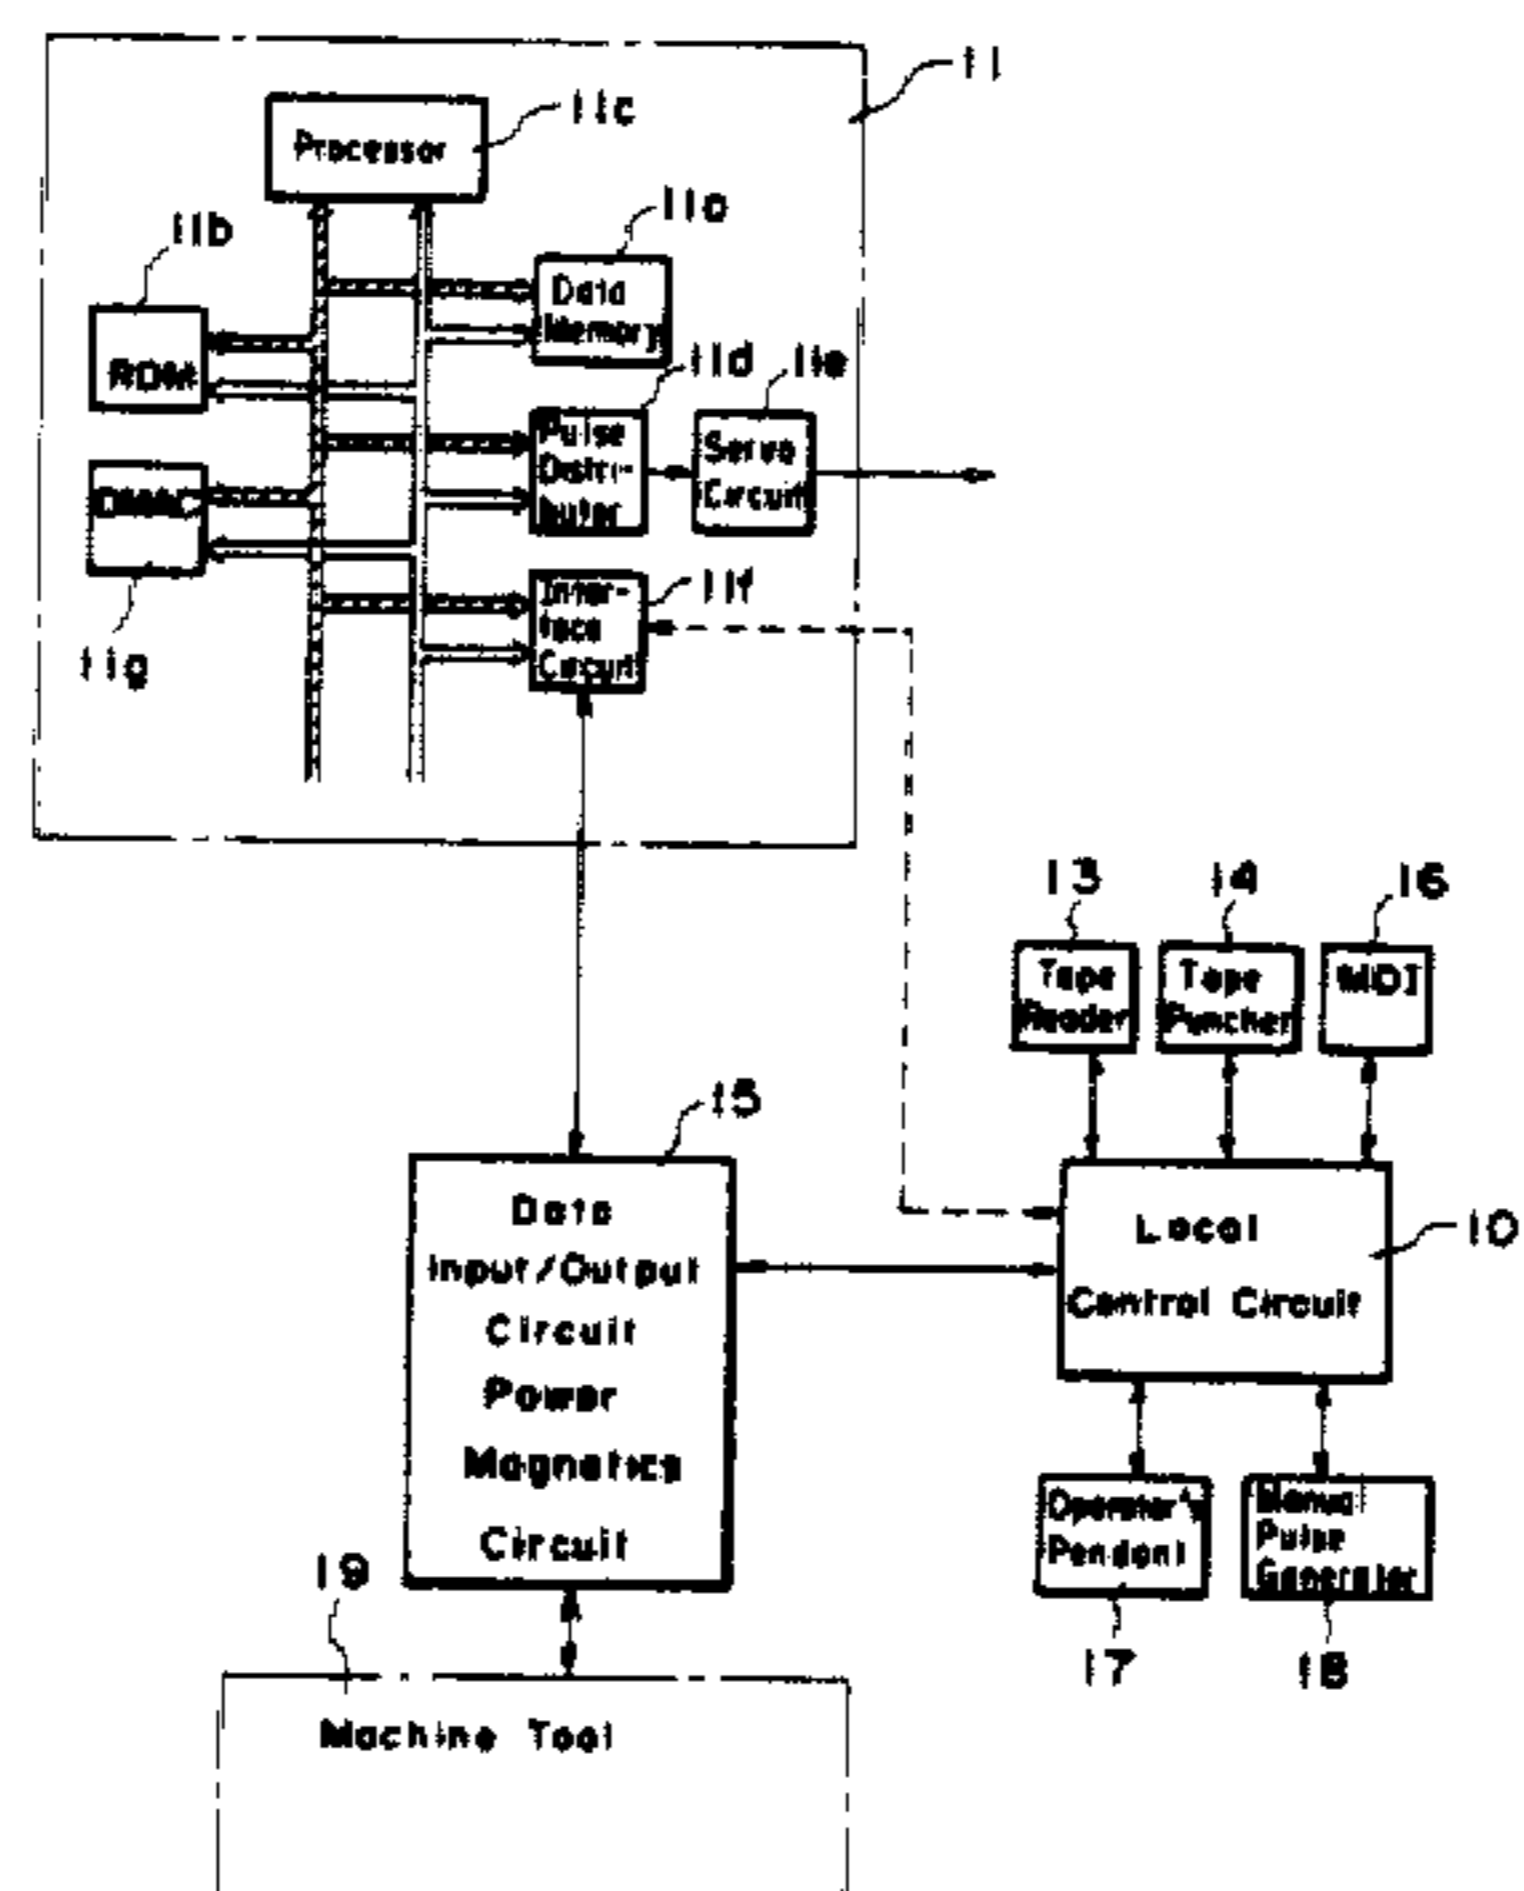 11
Processor
11c
11a
11b
Data
Memory
ROM
11d
11e
Pulse
Distri-
butor
Servo
Circuit
DMAC
11g
Inter-
face
Circuit
11f
13
14
16
Tape
Reader
Tape
Puncher
MDI
15
Data
Input/Output
Circuit
Power
Magnetics
Circuit
Local
Control Circuit
10
Operator's
Pendant
Manual
Pulse
Generator
17
18
19
Machine Tool